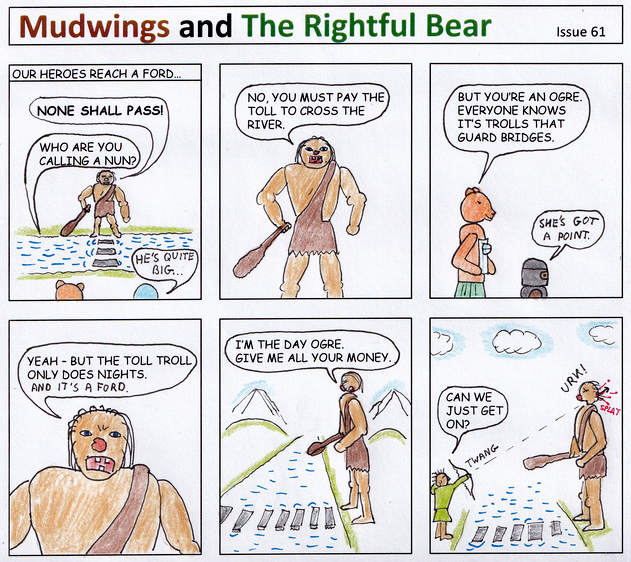 Mudwings and The Rightful Bear
Issue 61
OUR HEROES REACH A FORD...
NONE SHALL PASS!
WHO ARE YOU
CALLING A NUN?
HE'S QUITE
BIG...
NO, YOU MUST PAY THE
TOLL TO CROSS THE
RIVER.
BUT YOU'RE AN OGRE.
EVERYONE KNOWS
IT'S TROLLS THAT
GUARD BRIDGES.
SHE'S GOT
A POINT.
YEAH - BUT THE TOLL TROLL
ONLY DOES NIGHTS.
AND IT'S A FORD.
I'M THE DAY OGRE.
GIVE ME ALL YOUR MONEY.
CAN WE
JUST GET
ON?
TWANG
URK!
SPLAT